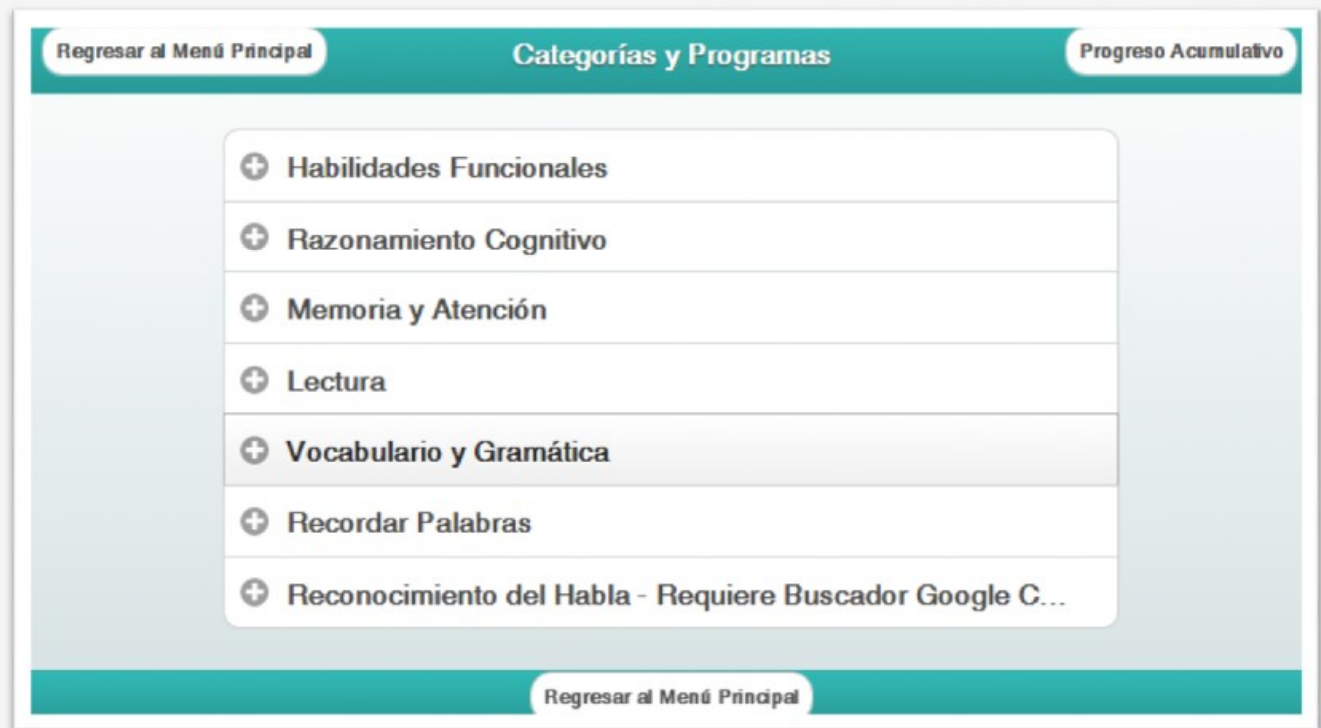 Regresar al Menú Principal
Categorías y Programas
Progreso Acumulativo
Habilidades Funcionales
Razonamiento Cognitivo
Memoria y Atención
Lectura
Vocabulario y Gramática
Recordar Palabras
Reconocimiento del Habla - Requiere Buscador Google C...
Regresar al Menú Principal